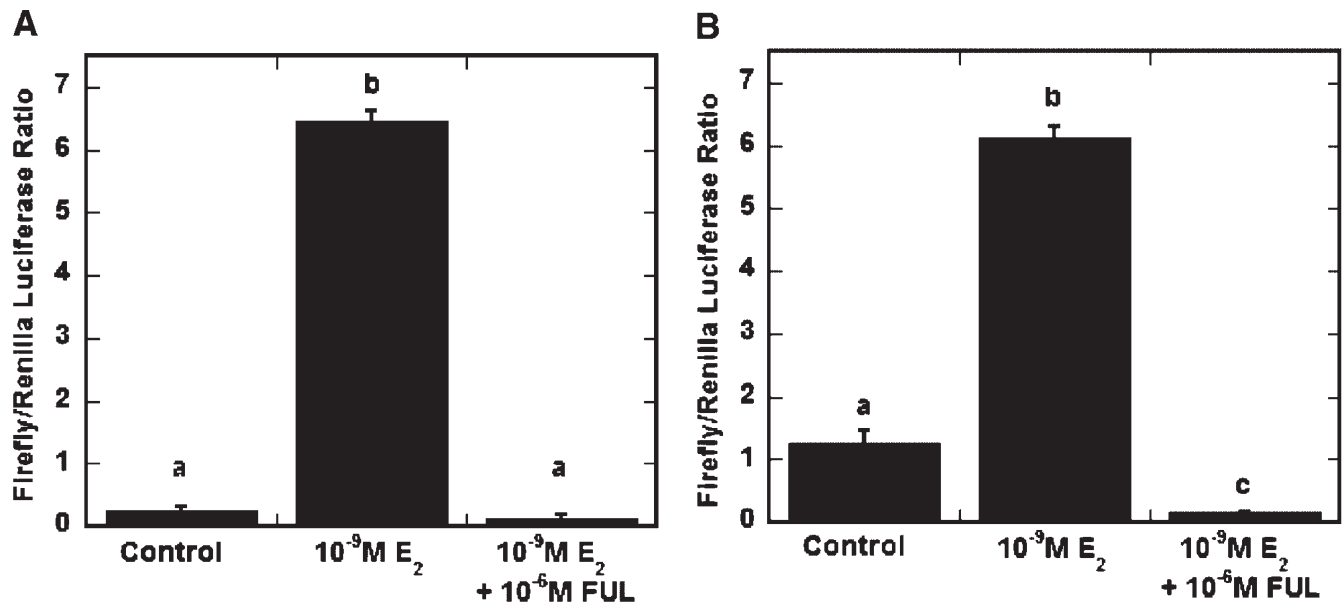 A
Firefly/Renilla Luciferase Ratio
7
6
5
4
3
2
1
0
a
b
a
Control
10⁻⁹M E₂
10⁻⁹M E₂
+ 10⁻⁶M FUL
B
Firefly/Renilla Luciferase Ratio
7
6
5
4
3
2
1
0
a
b
c
Control
10⁻⁹M E₂
10⁻⁹M E₂
+ 10⁻⁶M FUL